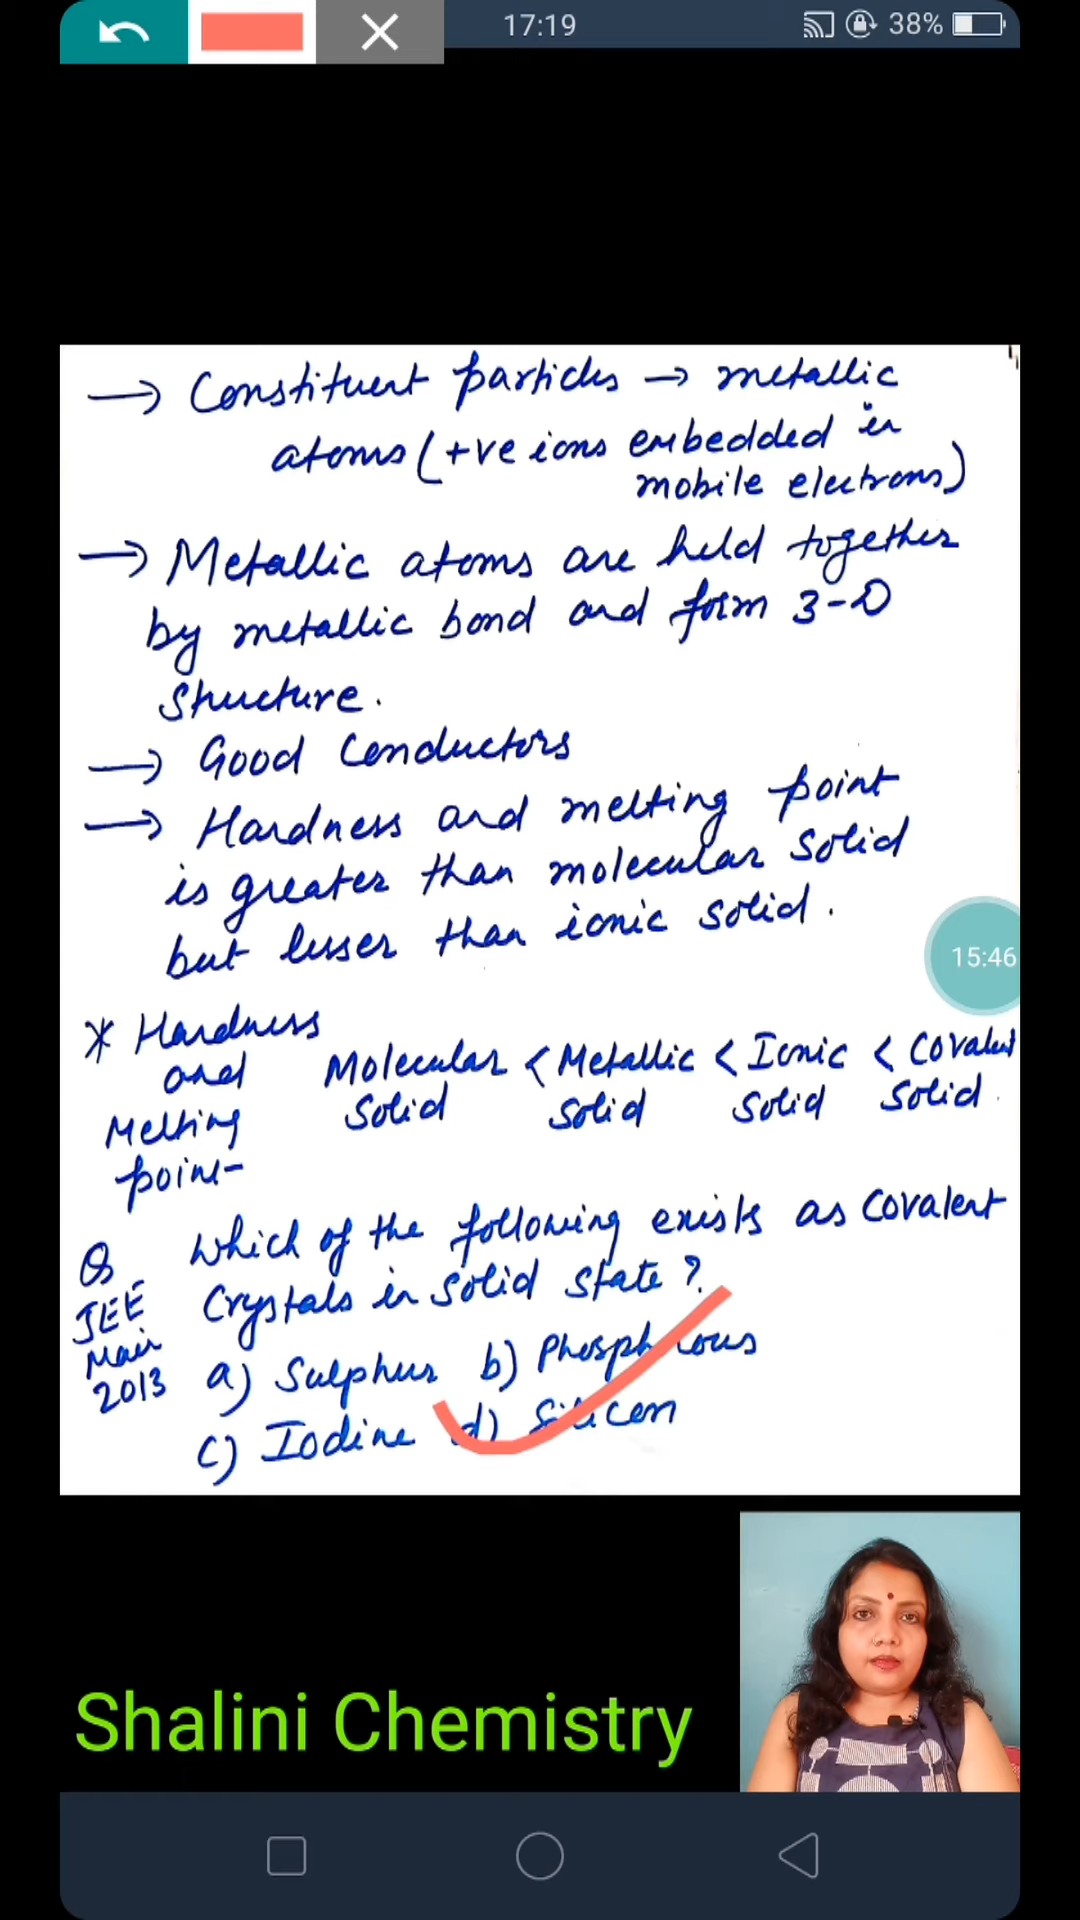 17:19
38%
→ Constituent particles → metallic
atoms (+ve ions embedded in
mobile electrons)
→ Metallic atoms are held together
by metallic bond and form 3-D
structure.
→ Good Conductors
→ Hardness and melting point
is greater than molecular solid
but lesser than ionic solid.
15:46
* Hardness
and
Melting
point-
Molecular < Metallic < Ionic < Covalent
solid solid solid solid.
Q JEE Main 2013
Which of the following exists as covalent
crystals in solid state?
a) Sulphur b) Phosphorous
c) Iodine d) Silicon
Shalini Chemistry